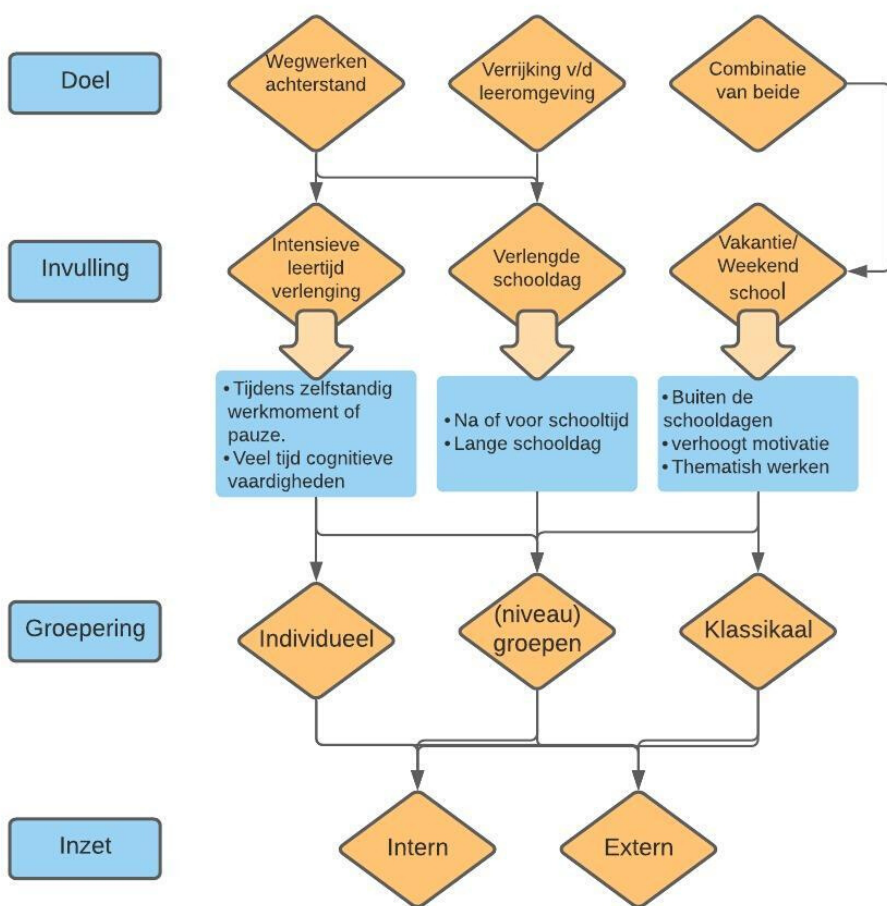 Doel
Wegwerken
achterstand
Verrijking v/d
leeromgeving
Combinatie
van beide
Invulling
Intensieve
leertijd
verlenging
Verlengde
schooldag
Vakantie/
Weekend
school
• Tijdens zelfstandig
werkmoment of
pauze.
• Veel tijd cognitieve
vaardigheden
• Na of voor schooltijd
• Lange schooldag
• Buiten de
schooldagen
• verhoogt motivatie
• Thematish werken
Groepering
Individueel
(niveau)
groepen
Klassikaal
Inzet
Intern
Extern